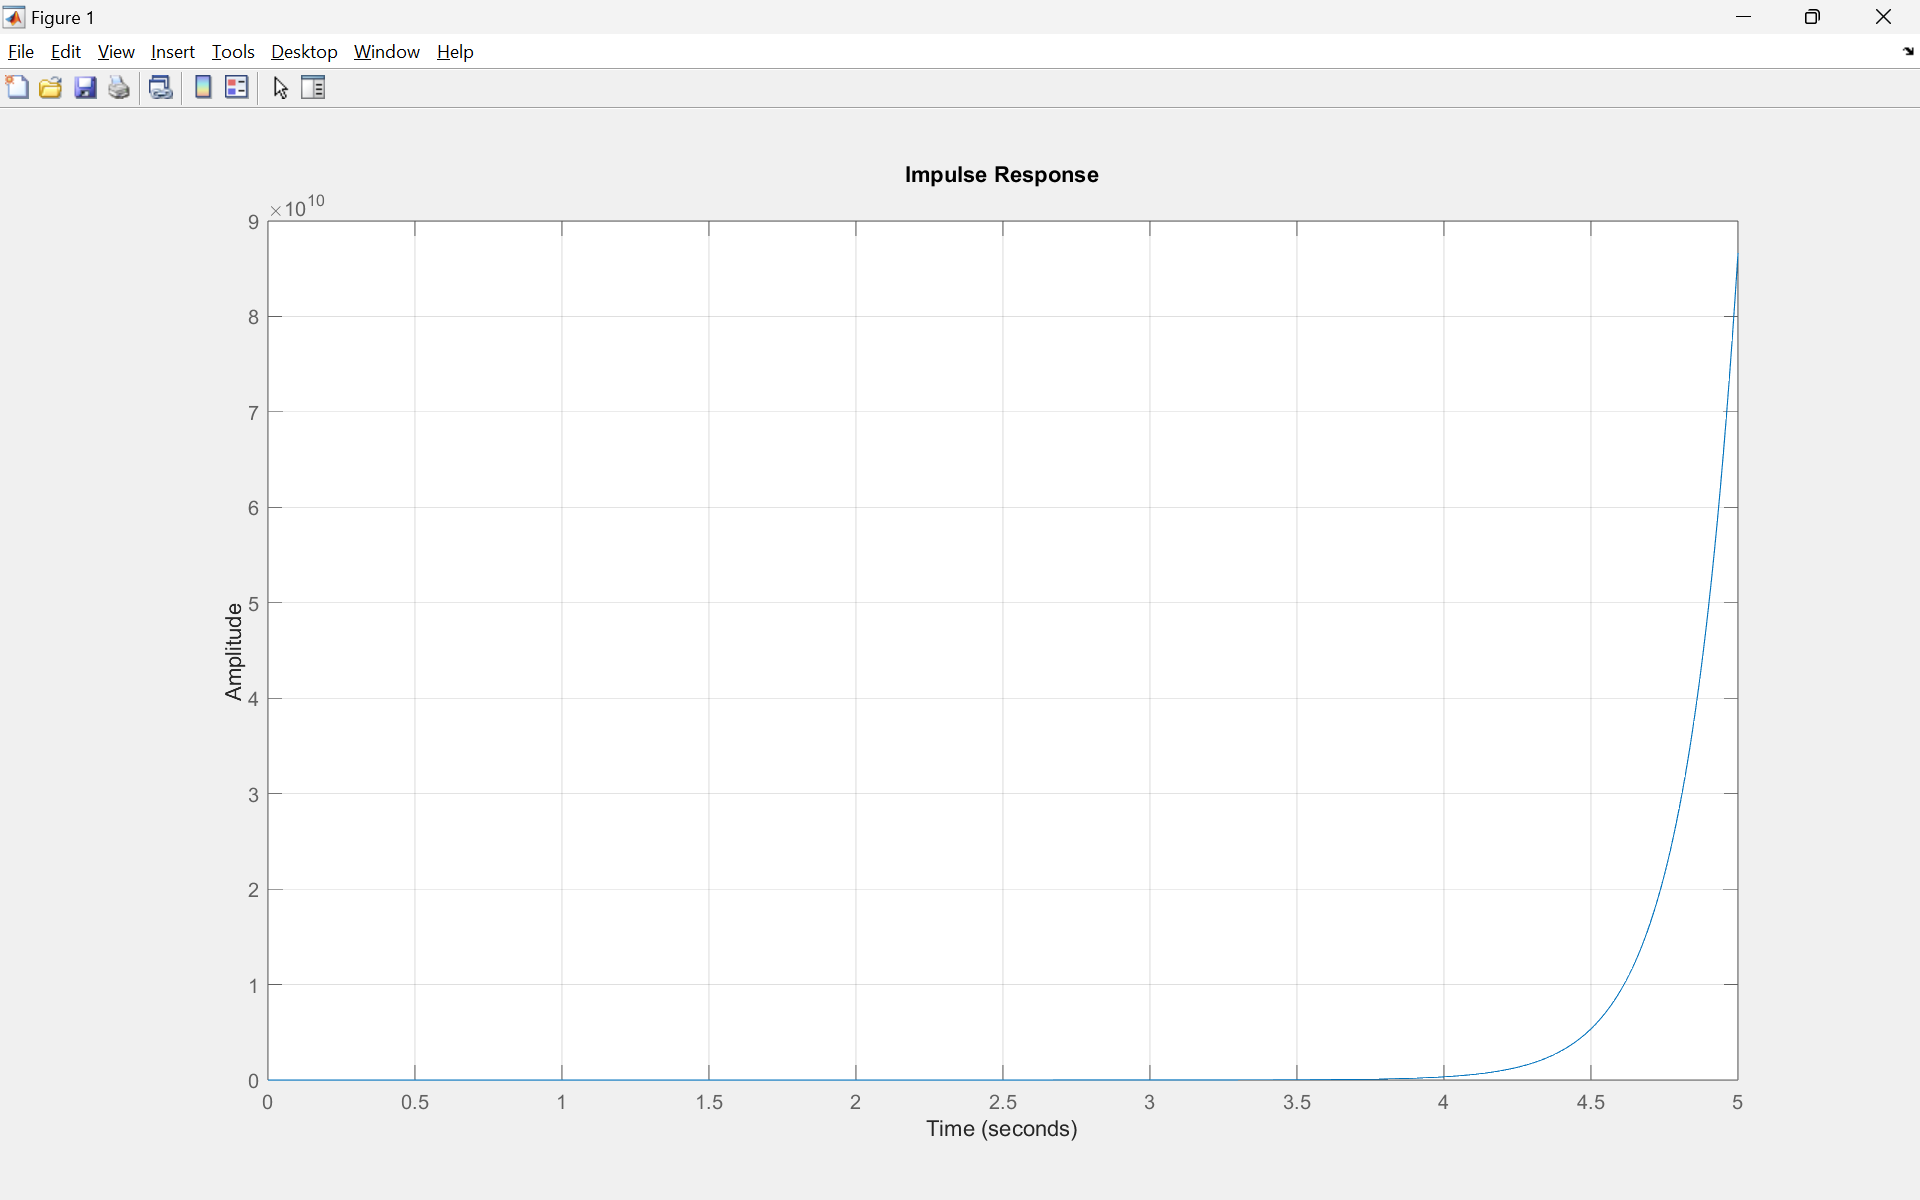 Figure 1
File Edit View Insert Tools Desktop Window Help
Impulse Response
×10^10
9
8
7
6
5
4
3
2
1
0
Amplitude
0 0.5 1 1.5 2 2.5 3 3.5 4 4.5 5
Time (seconds)